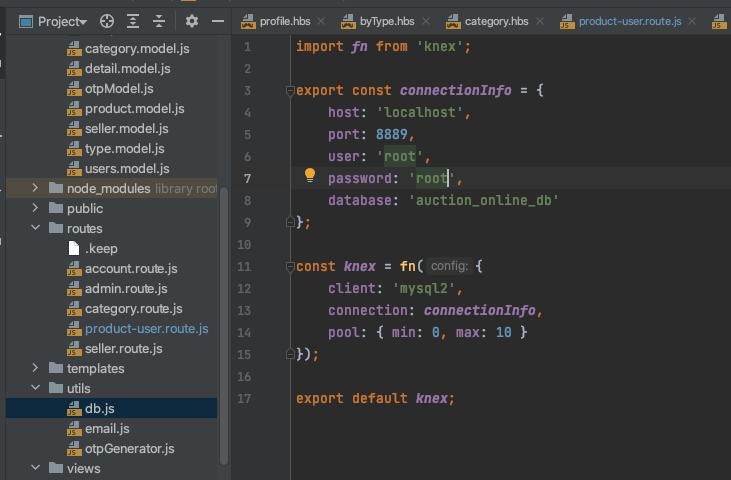 Project
category.model.js
detail.model.js
otpModel.js
product.model.js
seller.model.js
type.model.js
users.model.js
node_modules library root
public
routes
.keep
account.route.js
admin.route.js
category.route.js
product-user.route.js
seller.route.js
templates
utils
db.js
email.js
otpGenerator.js
views
profile.hbs
byType.hbs
category.hbs
product-user.route.js
1 import fn from 'knex';
2
3 export const connectionInfo = {
4 host: 'localhost',
5 port: 8889,
6 user: 'root',
7 password: 'root',
8 database: 'auction_online_db'
9 };
10
11 const knex = fn( config: {
12 client: 'mysql2',
13 connection: connectionInfo,
14 pool: { min: 0, max: 10 }
15 });
16
17 export default knex;